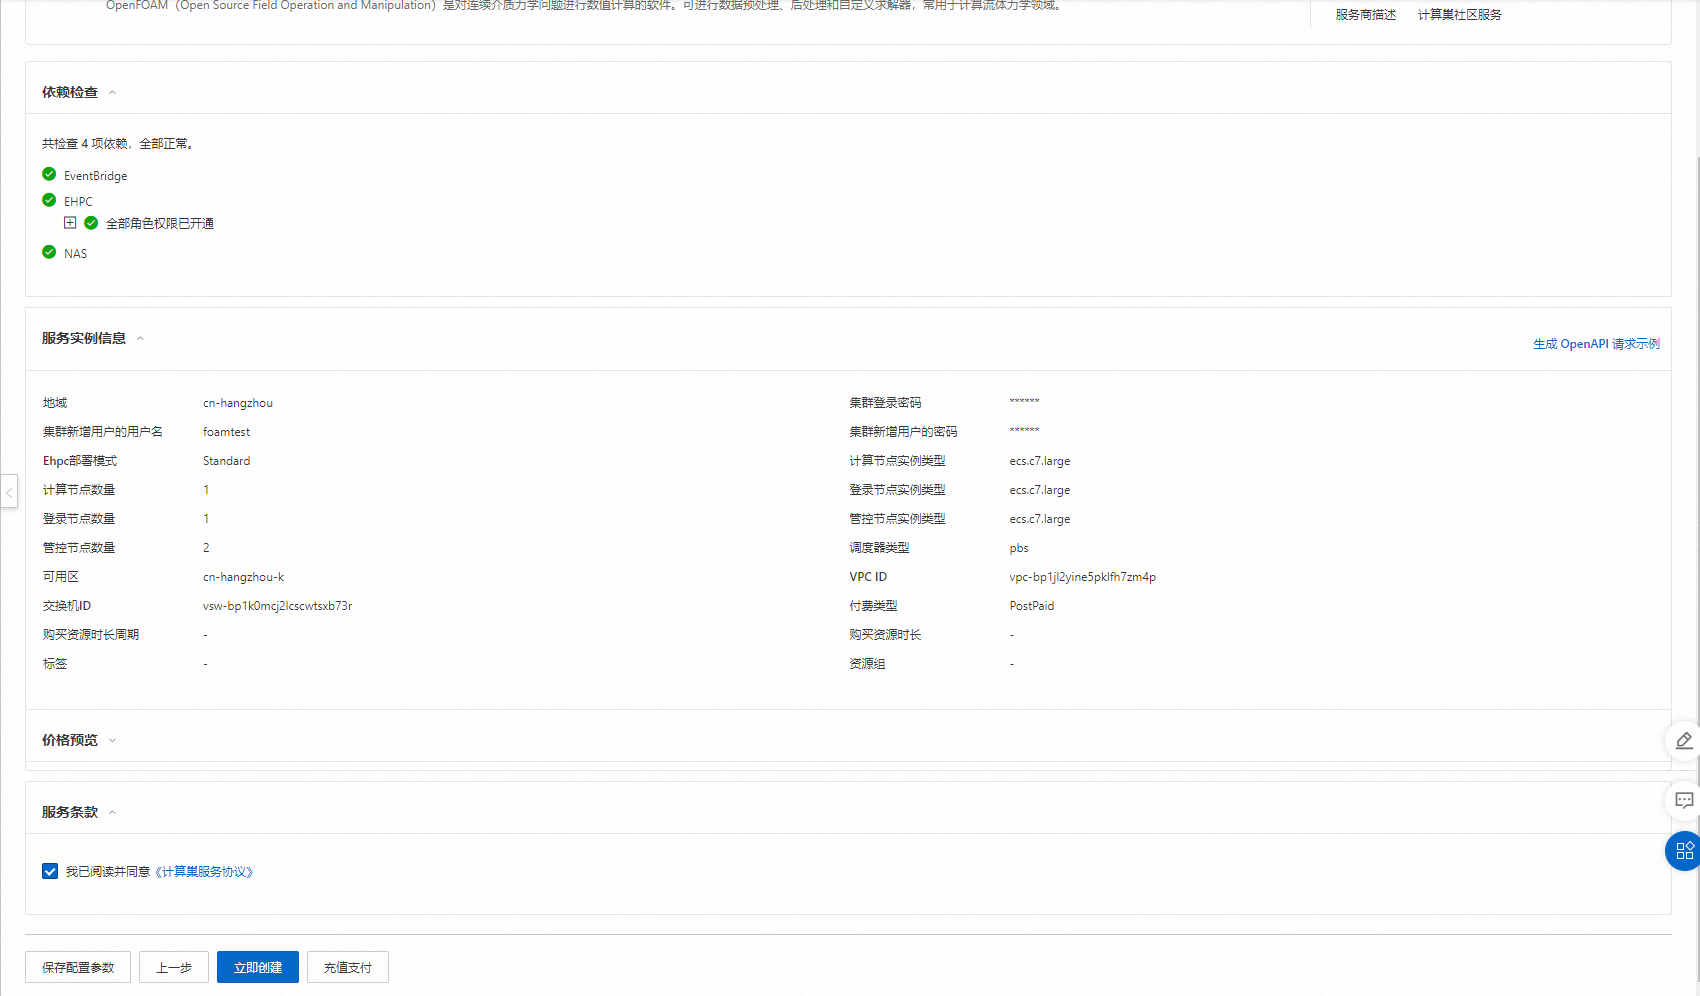 OpenFOAM（Open Source Field Operation and Manipulation）是对连续介质力学问题进行数值计算的软件。可进行数据预处理、后处理和自定义求解器，常用于计算流体力学领域。
服务商描述 计算巢社区服务
依赖检查
共检查 4 项依赖，全部正常。
EventBridge
EHPC
全部角色权限已开通
NAS
服务实例信息
生成 OpenAPI 请求示例
地域 cn-hangzhou 集群登录密码 ******
集群新增用户的用户名 foamtest 集群新增用户的密码 ******
Ehpc部署模式 Standard 计算节点实例类型 ecs.c7.large
计算节点数量 1 登录节点实例类型 ecs.c7.large
登录节点数量 1 管控节点实例类型 ecs.c7.large
管控节点数量 2 调度器类型 pbs
可用区 cn-hangzhou-k VPC ID vpc-bp1jl2yine5pklfh7zm4p
交换机ID vsw-bp1k0mcj2lcscwtsxb73r 付费类型 PostPaid
购买资源时长周期 - 购买资源时长 -
标签 - 资源组 -
价格预览
服务条款
我已阅读并同意《计算巢服务协议》
保存配置参数 上一步 立即创建 充值支付